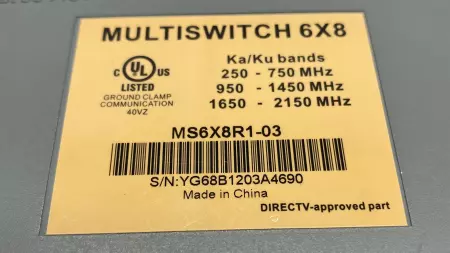 MULTISWITCH 6X8
Ka/Ku bands
250 - 750 MHz
950 - 1450 MHz
1650 - 2150 MHz
C UL US
LISTED
GROUND CLAMP
COMMUNICATION
40VZ
MS6X8R1-03
S/N:YG68B1203A4690
Made in China
DIRECTV-approved part